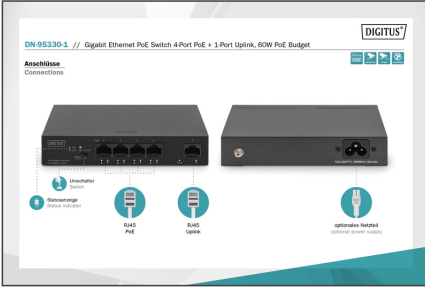 DIGITUS®
DN-95330-1 // Gigabit Ethernet PoE Switch 4-Port PoE + 1-Port Uplink, 60W PoE Budget
Anschlüsse
Connections
DIGITUS
Umschalter
Switch
Statusanzeige
Status indicator
RJ45
PoE
RJ45
Uplink
optionales Netzteil
optional power supply